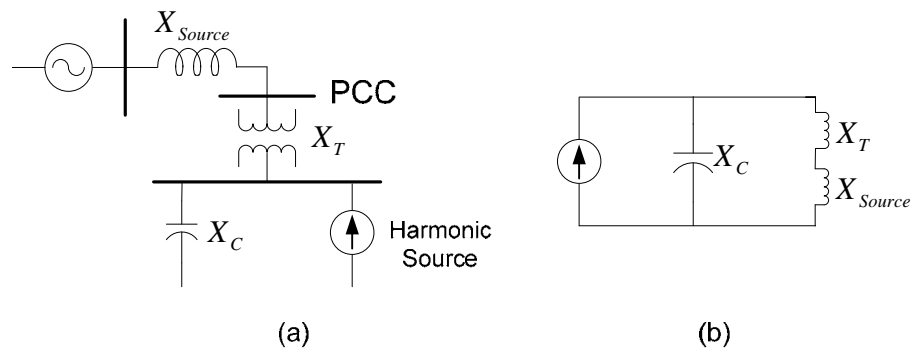 X_Source
PCC
X_T
X_C
Harmonic
Source
(a)
X_C
X_T
X_Source
(b)